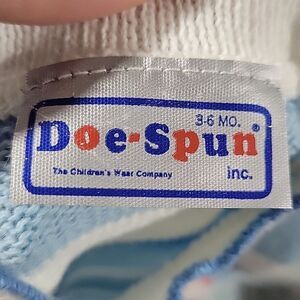 3-6 MO.
Doe-Spun®
The Children's Wear Company
inc.